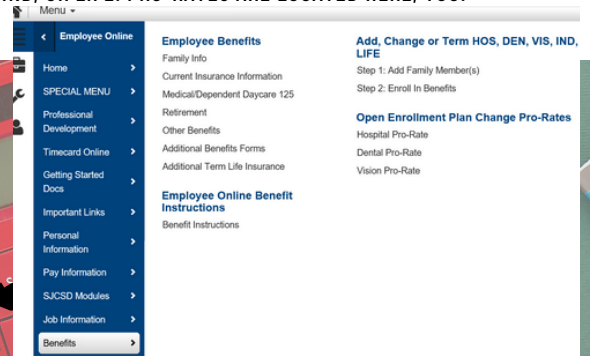 Menu
Employee Online
Home
SPECIAL MENU
Professional
Development
Timecard Online
Getting Started
Docs
Important Links
Personal
Information
Pay Information
SJCSD Modules
Job Information
Benefits
Employee Benefits
Family Info
Current Insurance Information
Medical/Dependent Daycare 125
Retirement
Other Benefits
Additional Benefits Forms
Additional Term Life Insurance
Employee Online Benefit
Instructions
Benefit Instructions
Add, Change or Term HOS, DEN, VIS, IND,
LIFE
Step 1: Add Family Member(s)
Step 2: Enroll In Benefits
Open Enrollment Plan Change Pro-Rates
Hospital Pro-Rate
Dental Pro-Rate
Vision Pro-Rate